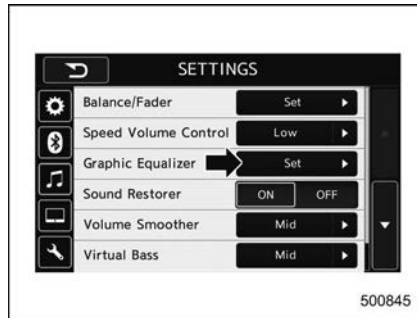 SETTINGS
Balance/Fader Set
Speed Volume Control Low
Graphic Equalizer Set
Sound Restorer ON OFF
Volume Smoother Mid
Virtual Bass Mid
500845